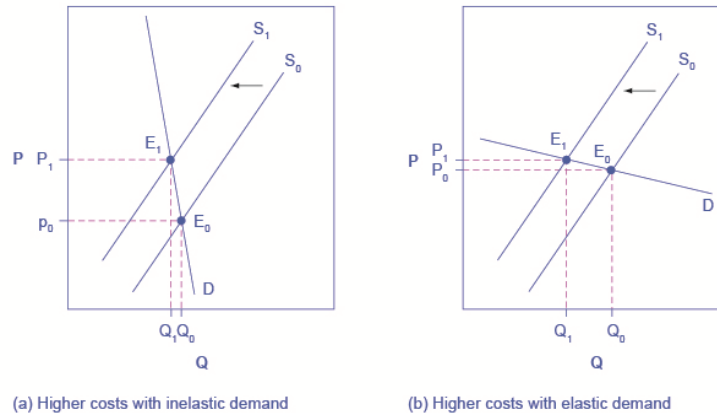 S₁
S₀
E₁
P P₁
p₀
E₀
D
Q₁Q₀
Q
(a) Higher costs with inelastic demand
S₁
S₀
E₁
E₀
P P₁
P₀
D
Q₁ Q₀
Q
(b) Higher costs with elastic demand